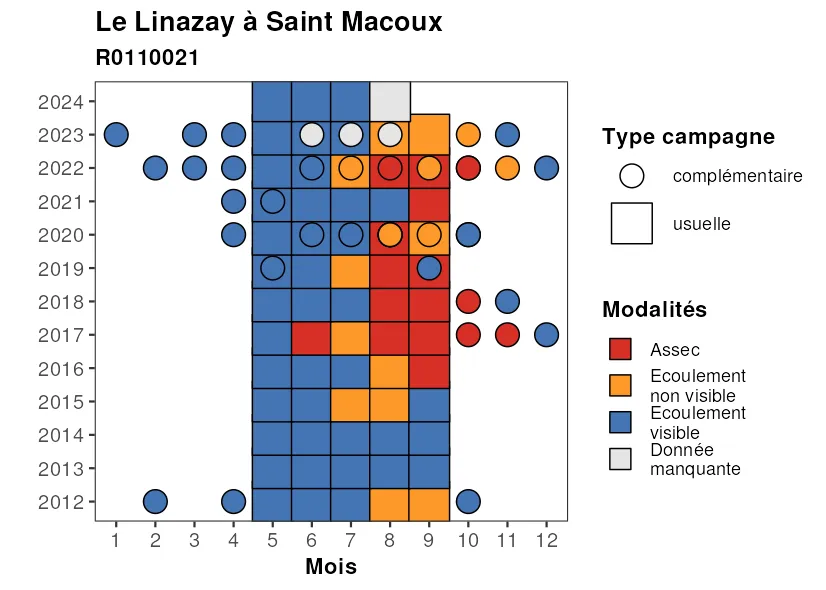 Le Linazay à Saint Macoux
R0110021
2024
2023
2022
2021
2020
2019
2018
2017
2016
2015
2014
2013
2012
1 2 3 4 5 6 7 8 9 10 11 12
Mois
Type campagne
complémentaire
usuelle
Modalités
Assec
Ecoulement
non visible
Ecoulement
visible
Donnée
manquante